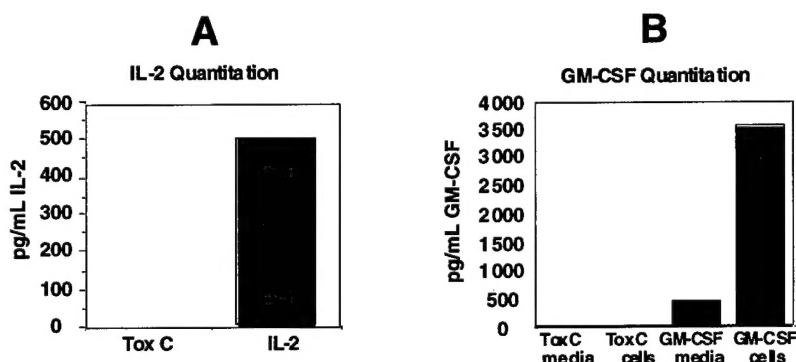 A
IL-2 Quantitation
pg/mL IL-2
600
500
400
300
200
100
0
Tox C
IL-2
B
GM-CSF Quantitation
pg/mL GM-CSF
4000
3500
3000
2500
2000
1500
1000
500
0
ToxC media
ToxC cells
GM-CSF media
GM-CSF cells